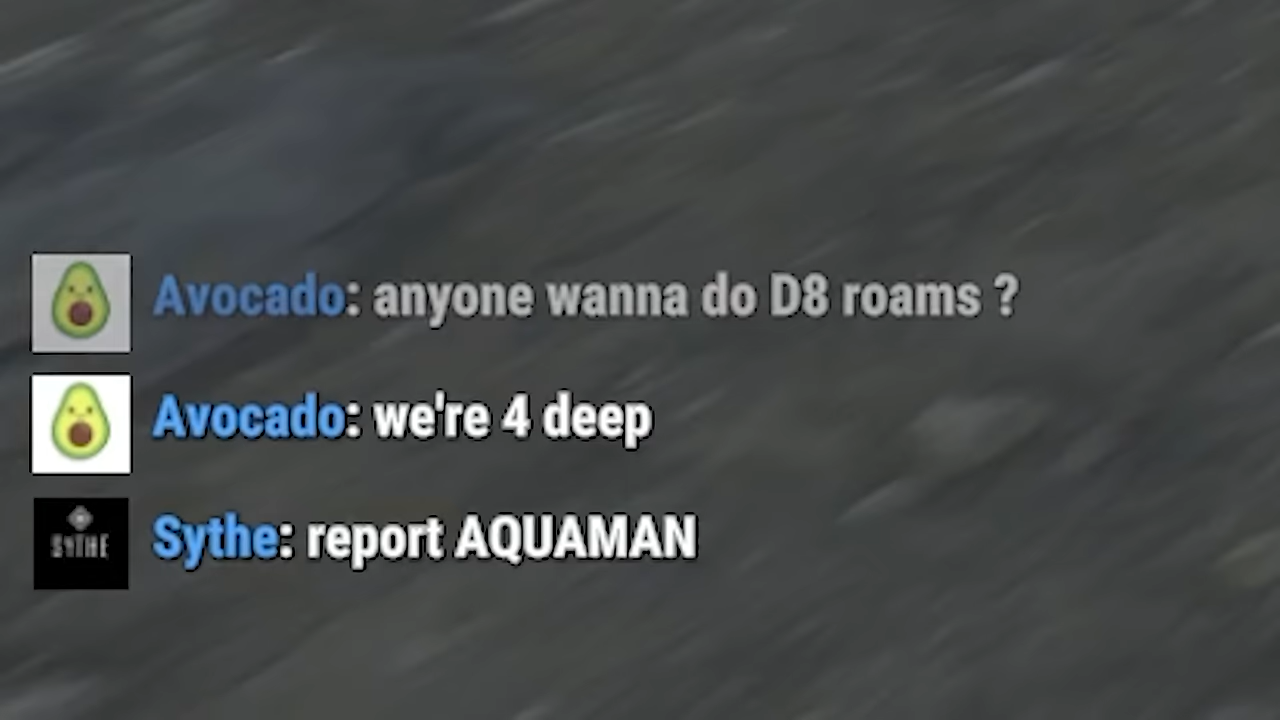 Avocado: anyone wanna do D8 roams ?
Avocado: we're 4 deep
SYTHE
Sythe: report AQUAMAN